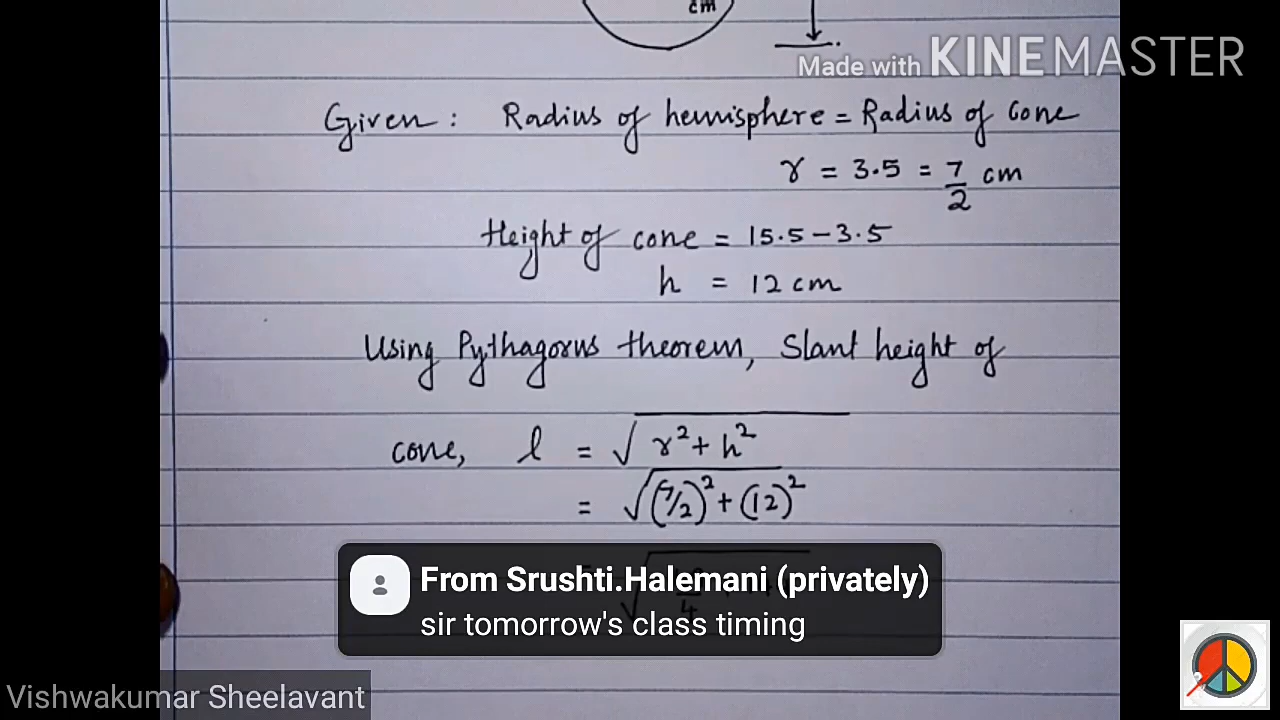 cm
Made with KINEMASTER
Given : Radius of hemisphere = Radius of cone
r = 3.5 = 7/2 cm
Height of cone = 15.5 - 3.5
h = 12 cm
Using Pythagorus theorem, Slant height of
cone, l = √r² + h²
= √(7/2)² + (12)²
From Srushti.Halemani (privately)
sir tomorrow's class timing
Vishwakumar Sheelavant